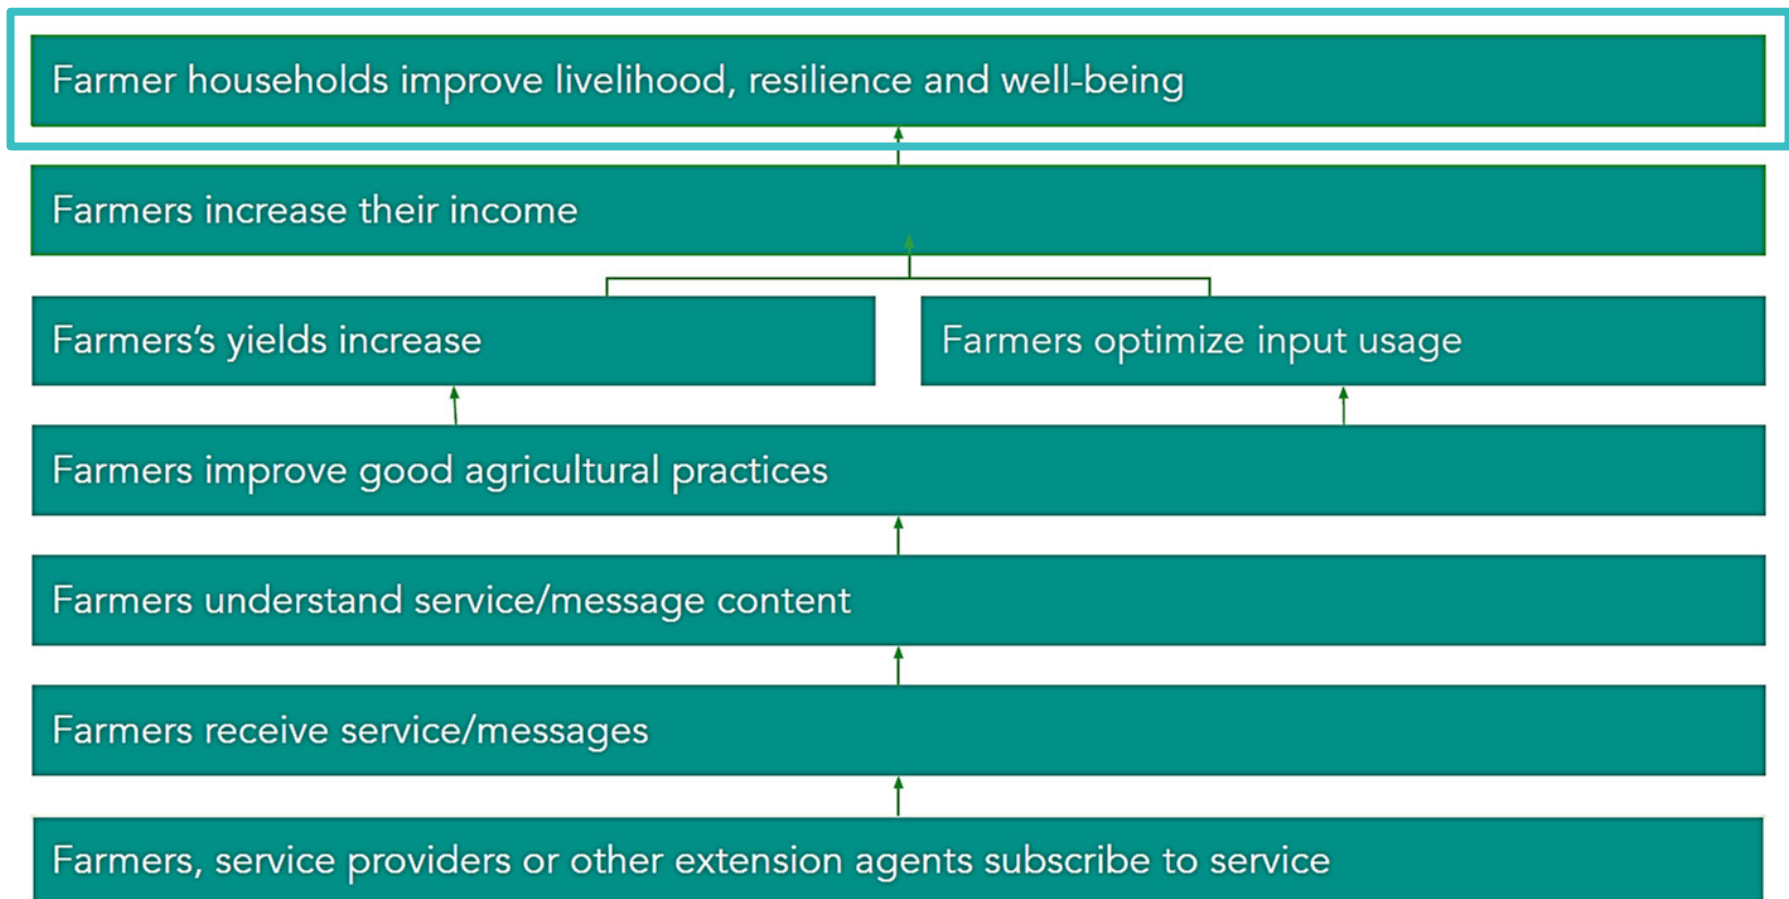 Farmer households improve livelihood, resilience and well-being
Farmers increase their income
Farmers's yields increase
Farmers optimize input usage
Farmers improve good agricultural practices
Farmers understand service/message content
Farmers receive service/messages
Farmers, service providers or other extension agents subscribe to service